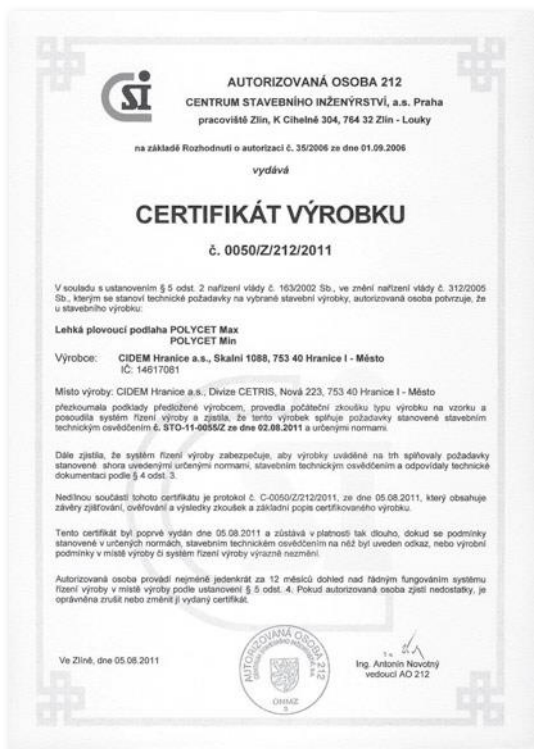 CSI
AUTORIZOVANÁ OSOBA 212
CENTRUM STAVEBNÍHO INŽENÝRSTVÍ, a.s. Praha
pracoviště Zlín, K Cihelně 304, 764 32 Zlín - Louky
na základě Rozhodnutí o autorizaci č. 35/2006 ze dne 01.09.2006
vydává
CERTIFIKÁT VÝROBKU
č. 0050/Z/212/2011
V souladu s ustanovením § 5 odst. 2 nařízení vlády č. 163/2002 Sb., ve znění nařízení vlády č. 312/2005
Sb., kterým se stanoví technické požadavky na vybrané stavební výrobky, autorizovaná osoba potvrzuje, že
u stavebního výrobku:
Lehká plovoucí podlaha POLYCET Max
POLYCET Min
Výrobce: CIDEM Hranice a.s., Skalní 1088, 753 40 Hranice I - Město
IČ: 14617081
Místo výroby: CIDEM Hranice a.s., Divize CETRIS, Nová 223, 753 40 Hranice I - Město
přezkoumala podklady předložené výrobcem, provedla počáteční zkoušku typu výrobku na vzorku a
posoudila systém řízení výroby a zjistila, že tento výrobek splňuje požadavky stanovené stavebním
technickým osvědčením č. STO-11-0055/Z ze dne 02.08.2011 a určenými normami.
Dále zjistila, že systém řízení výroby zabezpečuje, aby výrobky uváděné na trh splňovaly požadavky
stanovené shora uvedenými určenými normami, stavebním technickým osvědčením a odpovídaly technické
dokumentaci podle § 4 odst. 3.
Nedílnou součástí tohoto certifikátu je protokol č. C-0050/Z/212/2011, ze dne 05.08.2011, který obsahuje
závěry zjišťování, ověřování a výsledky zkoušek a základní popis certifikovaného výrobku.
Tento certifikát byl poprvé vydán dne 05.08.2011 a zůstává v platnosti tak dlouho, dokud se podmínky
stanovené v určených normách, stavebním technickém osvědčením na něž byl uveden odkaz, nebo výrobní
podmínky v místě výroby či systém řízení výroby výrazně nezmění.
Autorizovaná osoba provádí nejméně jedenkrát za 12 měsíců dohled nad řádným fungováním systému
řízení výroby v místě výroby podle ustanovení § 5 odst. 4. Pokud autorizovaná osoba zjistí nedostatky, je
oprávněna zrušit nebo změnit jí vydaný certifikát.
Ve Zlíně, dne 05.08.2011
AUTORIZOVANÁ OSOBA 212
CENTRUM STAVEBNÍHO INŽENÝRSTVÍ a.s.
ÚNMZ
5
Ing. Antonín Novotný
vedoucí AO 212